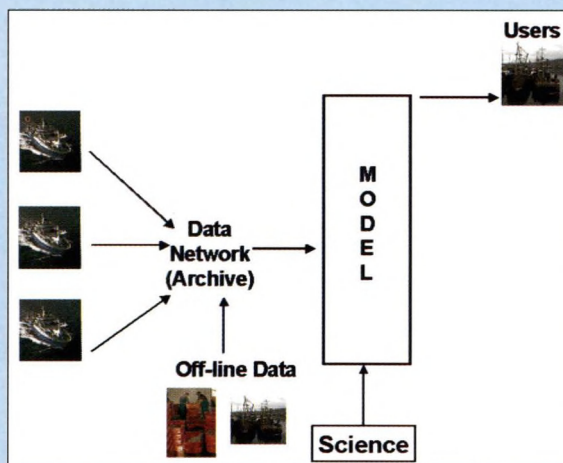 Users
M
O
D
E
L
Data
Network
(Archive)
Off-line Data
Science